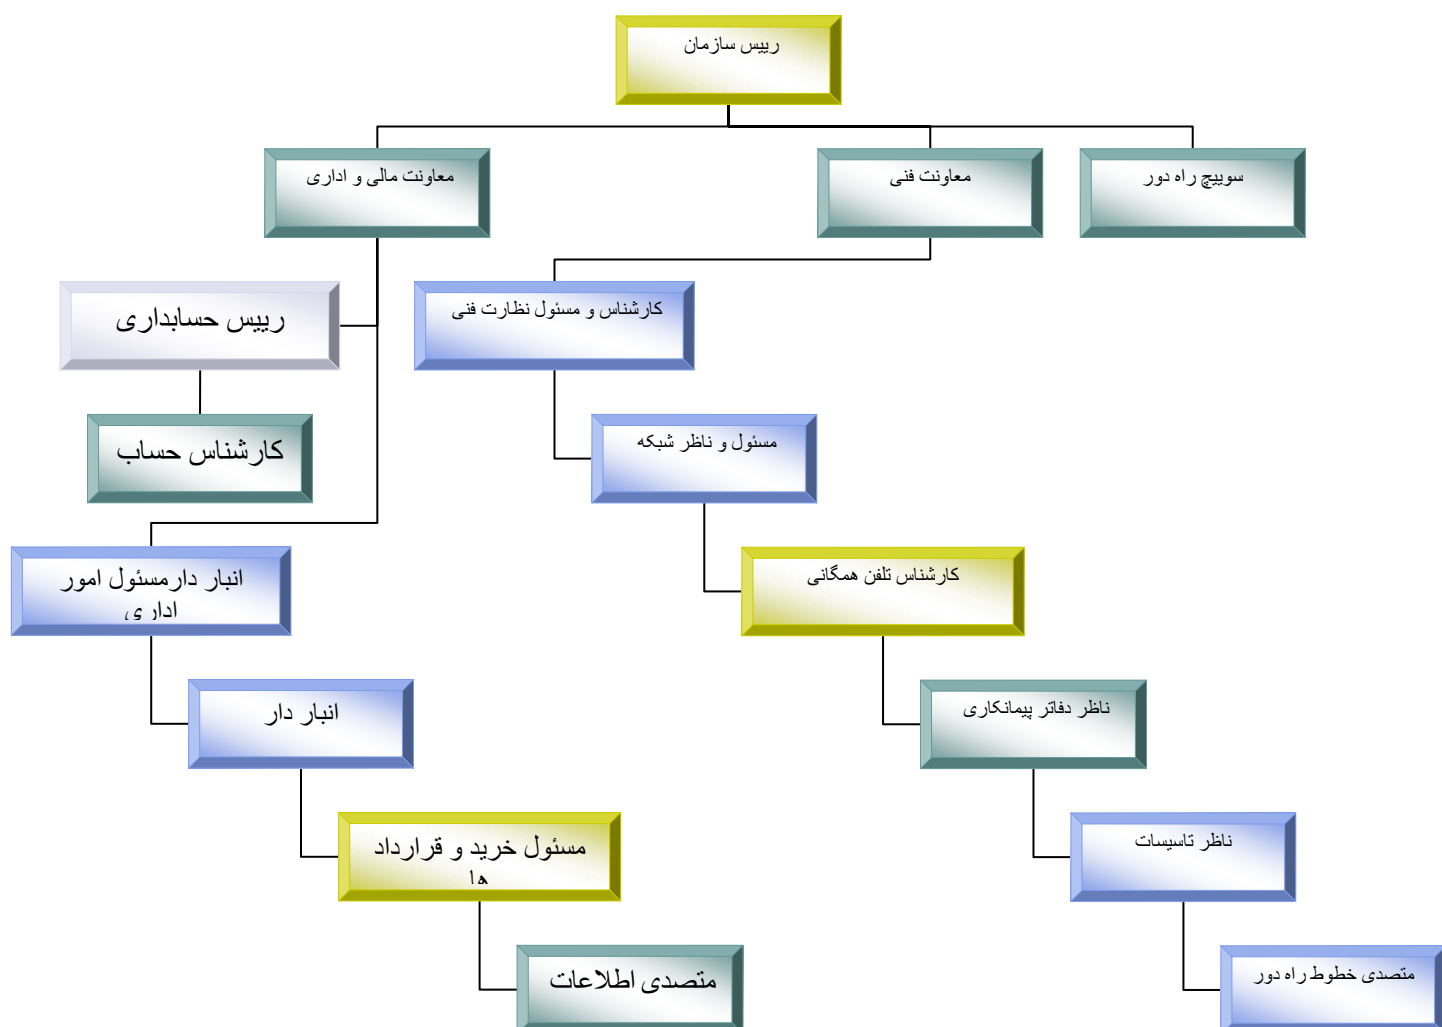 رییس سازمان
سوییچ راه دور
معاونت فنی
معاونت مالی و اداری
کارشناس و مسئول نظارت فنی
رییس حسابداری
مسئول و ناظر شبکه
کارشناس حساب
کارشناس تلفن همگانی
انبار دارمسئول امور
اداری
ناظر دفاتر پیمانکاری
انبار دار
ناظر تاسیسات
مسئول خرید و قرارداد
ها
متصدی خطوط راه دور
متصدی اطلاعات